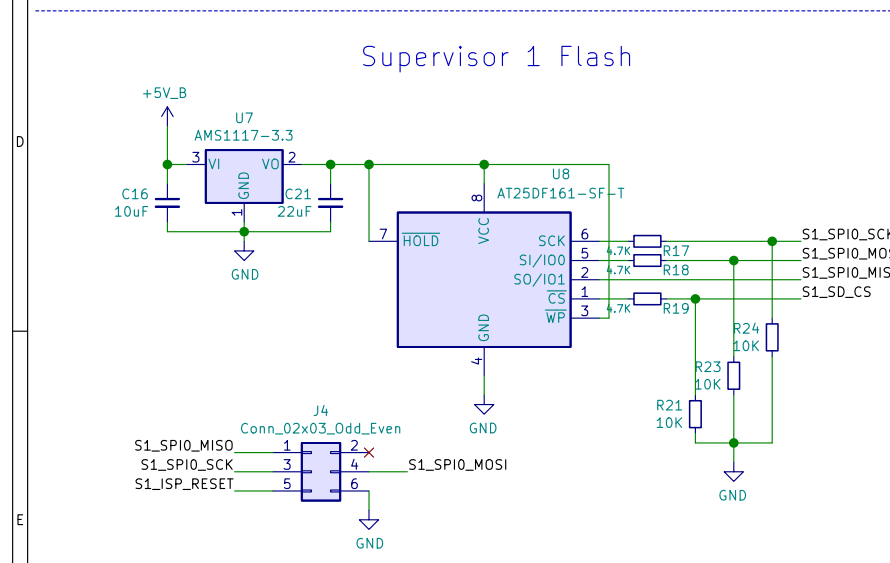 Supervisor 1 Flash
+5V_B
U7
AMS1117-3.3
D
3
VI
VO
2
GND
1
C16
10uF
C21
22uF
GND
U8
AT25DF161-SF-T
8
VCC
7
HOLD
SCK
6
SI/IO0
5
SO/IO1
2
CS
1
WP
3
GND
4
GND
4.7K
R17
4.7K
R18
4.7K
R19
S1_SPI0_SCK
S1_SPI0_MOS
S1_SPI0_MIS
S1_SD_CS
R24
10K
R23
10K
R21
10K
GND
J4
Conn_02x03_Odd_Even
S1_SPI0_MISO
1
2
S1_SPI0_SCK
3
4
S1_SPI0_MOSI
S1_ISP_RESET
5
6
GND
E